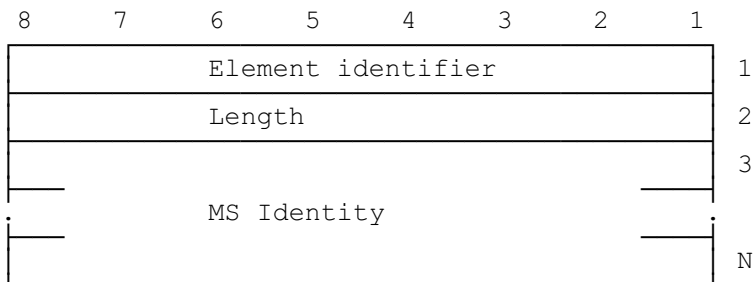 8 7 6 5 4 3 2 1
Element identifier 1
Length 2
3
MS Identity
N